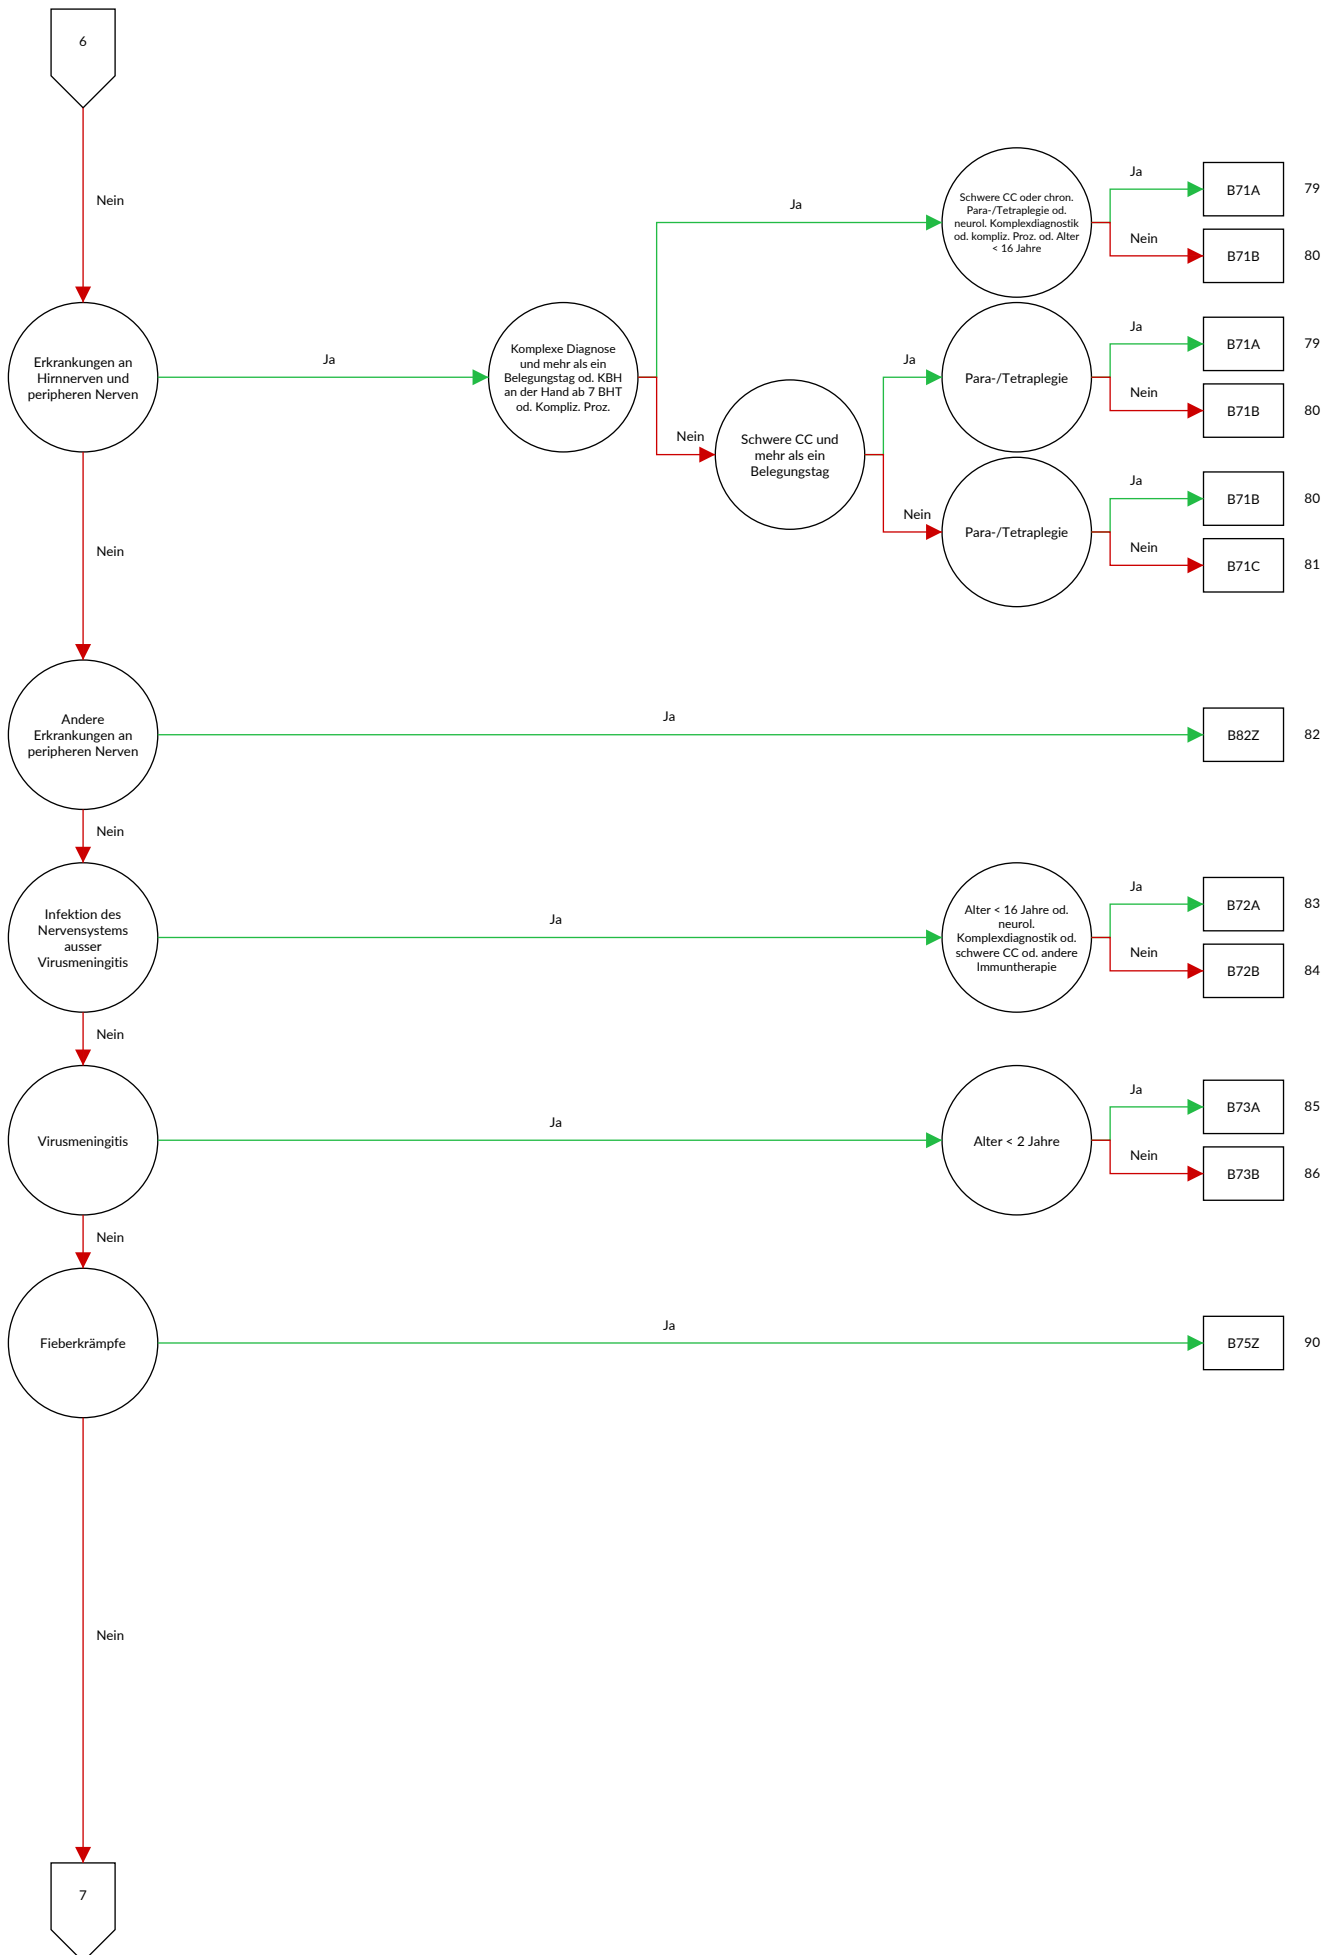 6
Nein
Erkrankungen an
Hirnnerven und
peripheren Nerven
Ja
Komplexe Diagnose
und mehr als ein
Belegungstag od. KBH
an der Hand ab 7 BHT
od. Kompliz. Proz.
Ja
Schwere CC oder chron.
Para-/Tetraplegie od.
neurol. Komplexdiagnostik
od. kompliz. Proz. od. Alter
< 16 Jahre
Ja
B71A
79
Nein
B71B
80
Nein
Schwere CC und
mehr als ein
Belegungstag
Ja
Para-/Tetraplegie
Ja
B71A
79
Nein
B71B
80
Nein
Para-/Tetraplegie
Ja
B71B
80
Nein
B71C
81
Nein
Andere
Erkrankungen an
peripheren Nerven
Ja
B82Z
82
Nein
Infektion des
Nervensystems
ausser
Virusmeningitis
Ja
Alter < 16 Jahre od.
neurol.
Komplexdiagnostik od.
schwere CC od. andere
Immuntherapie
Ja
B72A
83
Nein
B72B
84
Nein
Virusmeningitis
Ja
Alter < 2 Jahre
Ja
B73A
85
Nein
B73B
86
Nein
Fieberkrämpfe
Ja
B75Z
90
Nein
7